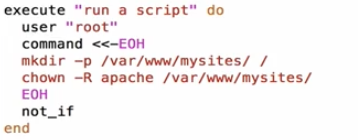 execute "run a script" do
user "root"
command <<-EOH
mkdir -p /var/www/mysites/ /
chown -R apache /var/www/mysites/
EOH
not_if
end